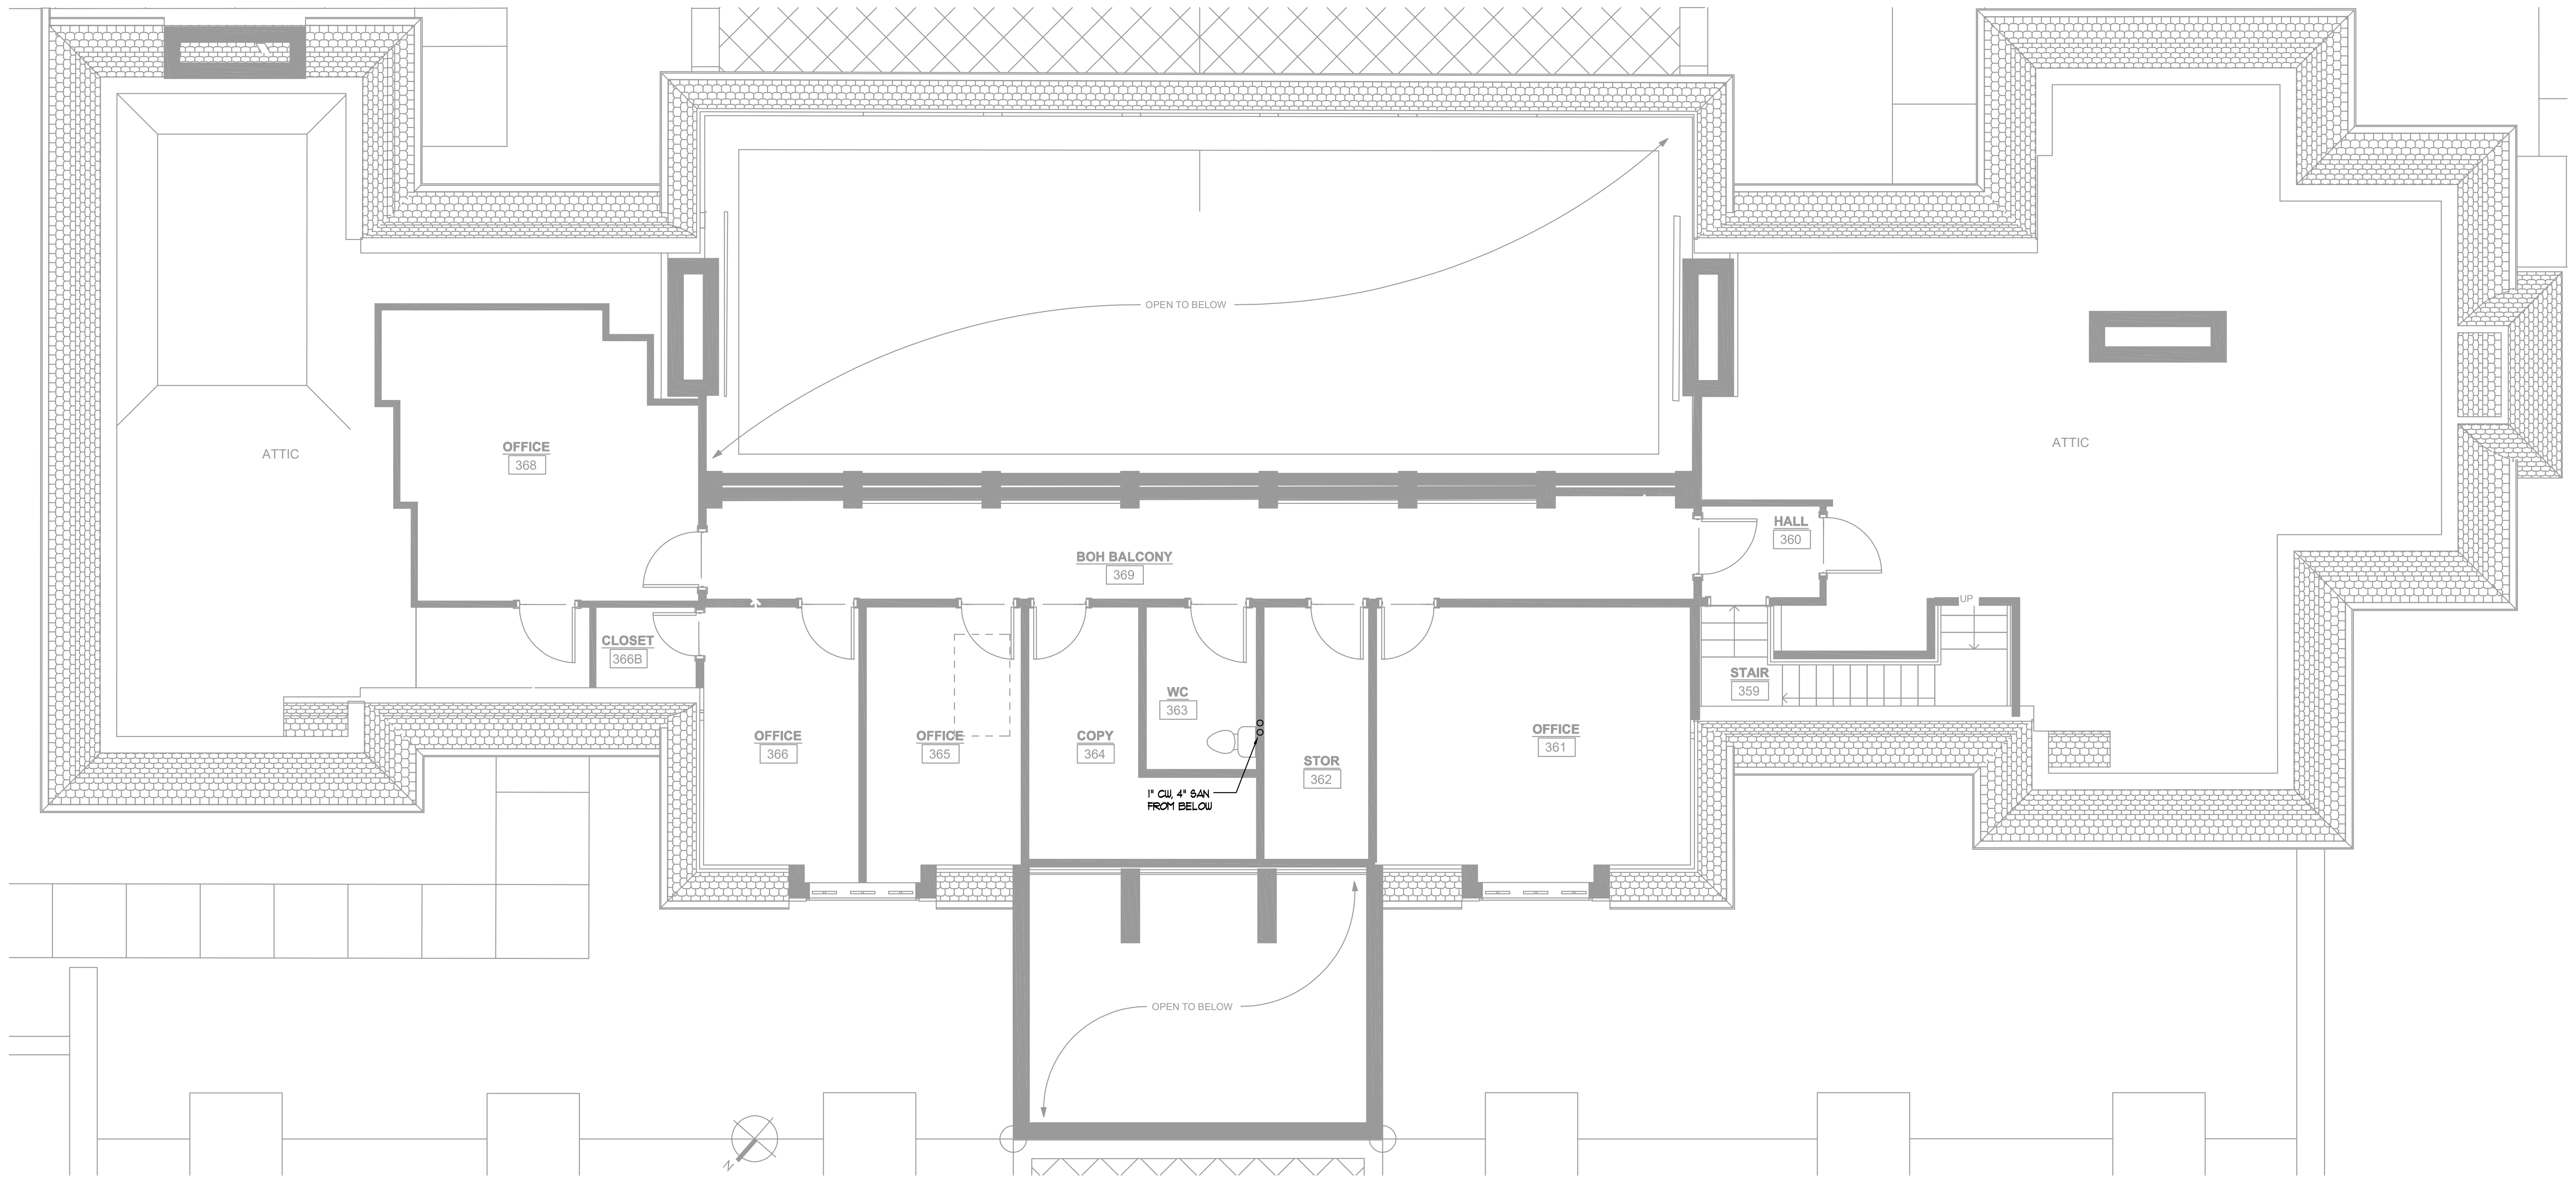 OPEN TO BELOW
OFFICE
368
ATTIC
ATTIC
HALL
360
BOH BALCONY
369
UP
CLOSET
366B
STAIR
359
WC
363
OFFICE
366
OFFICE
365
COPY
364
OFFICE
361
STOR
362
1" CW, 4" SAN
FROM BELOW
OPEN TO BELOW
N